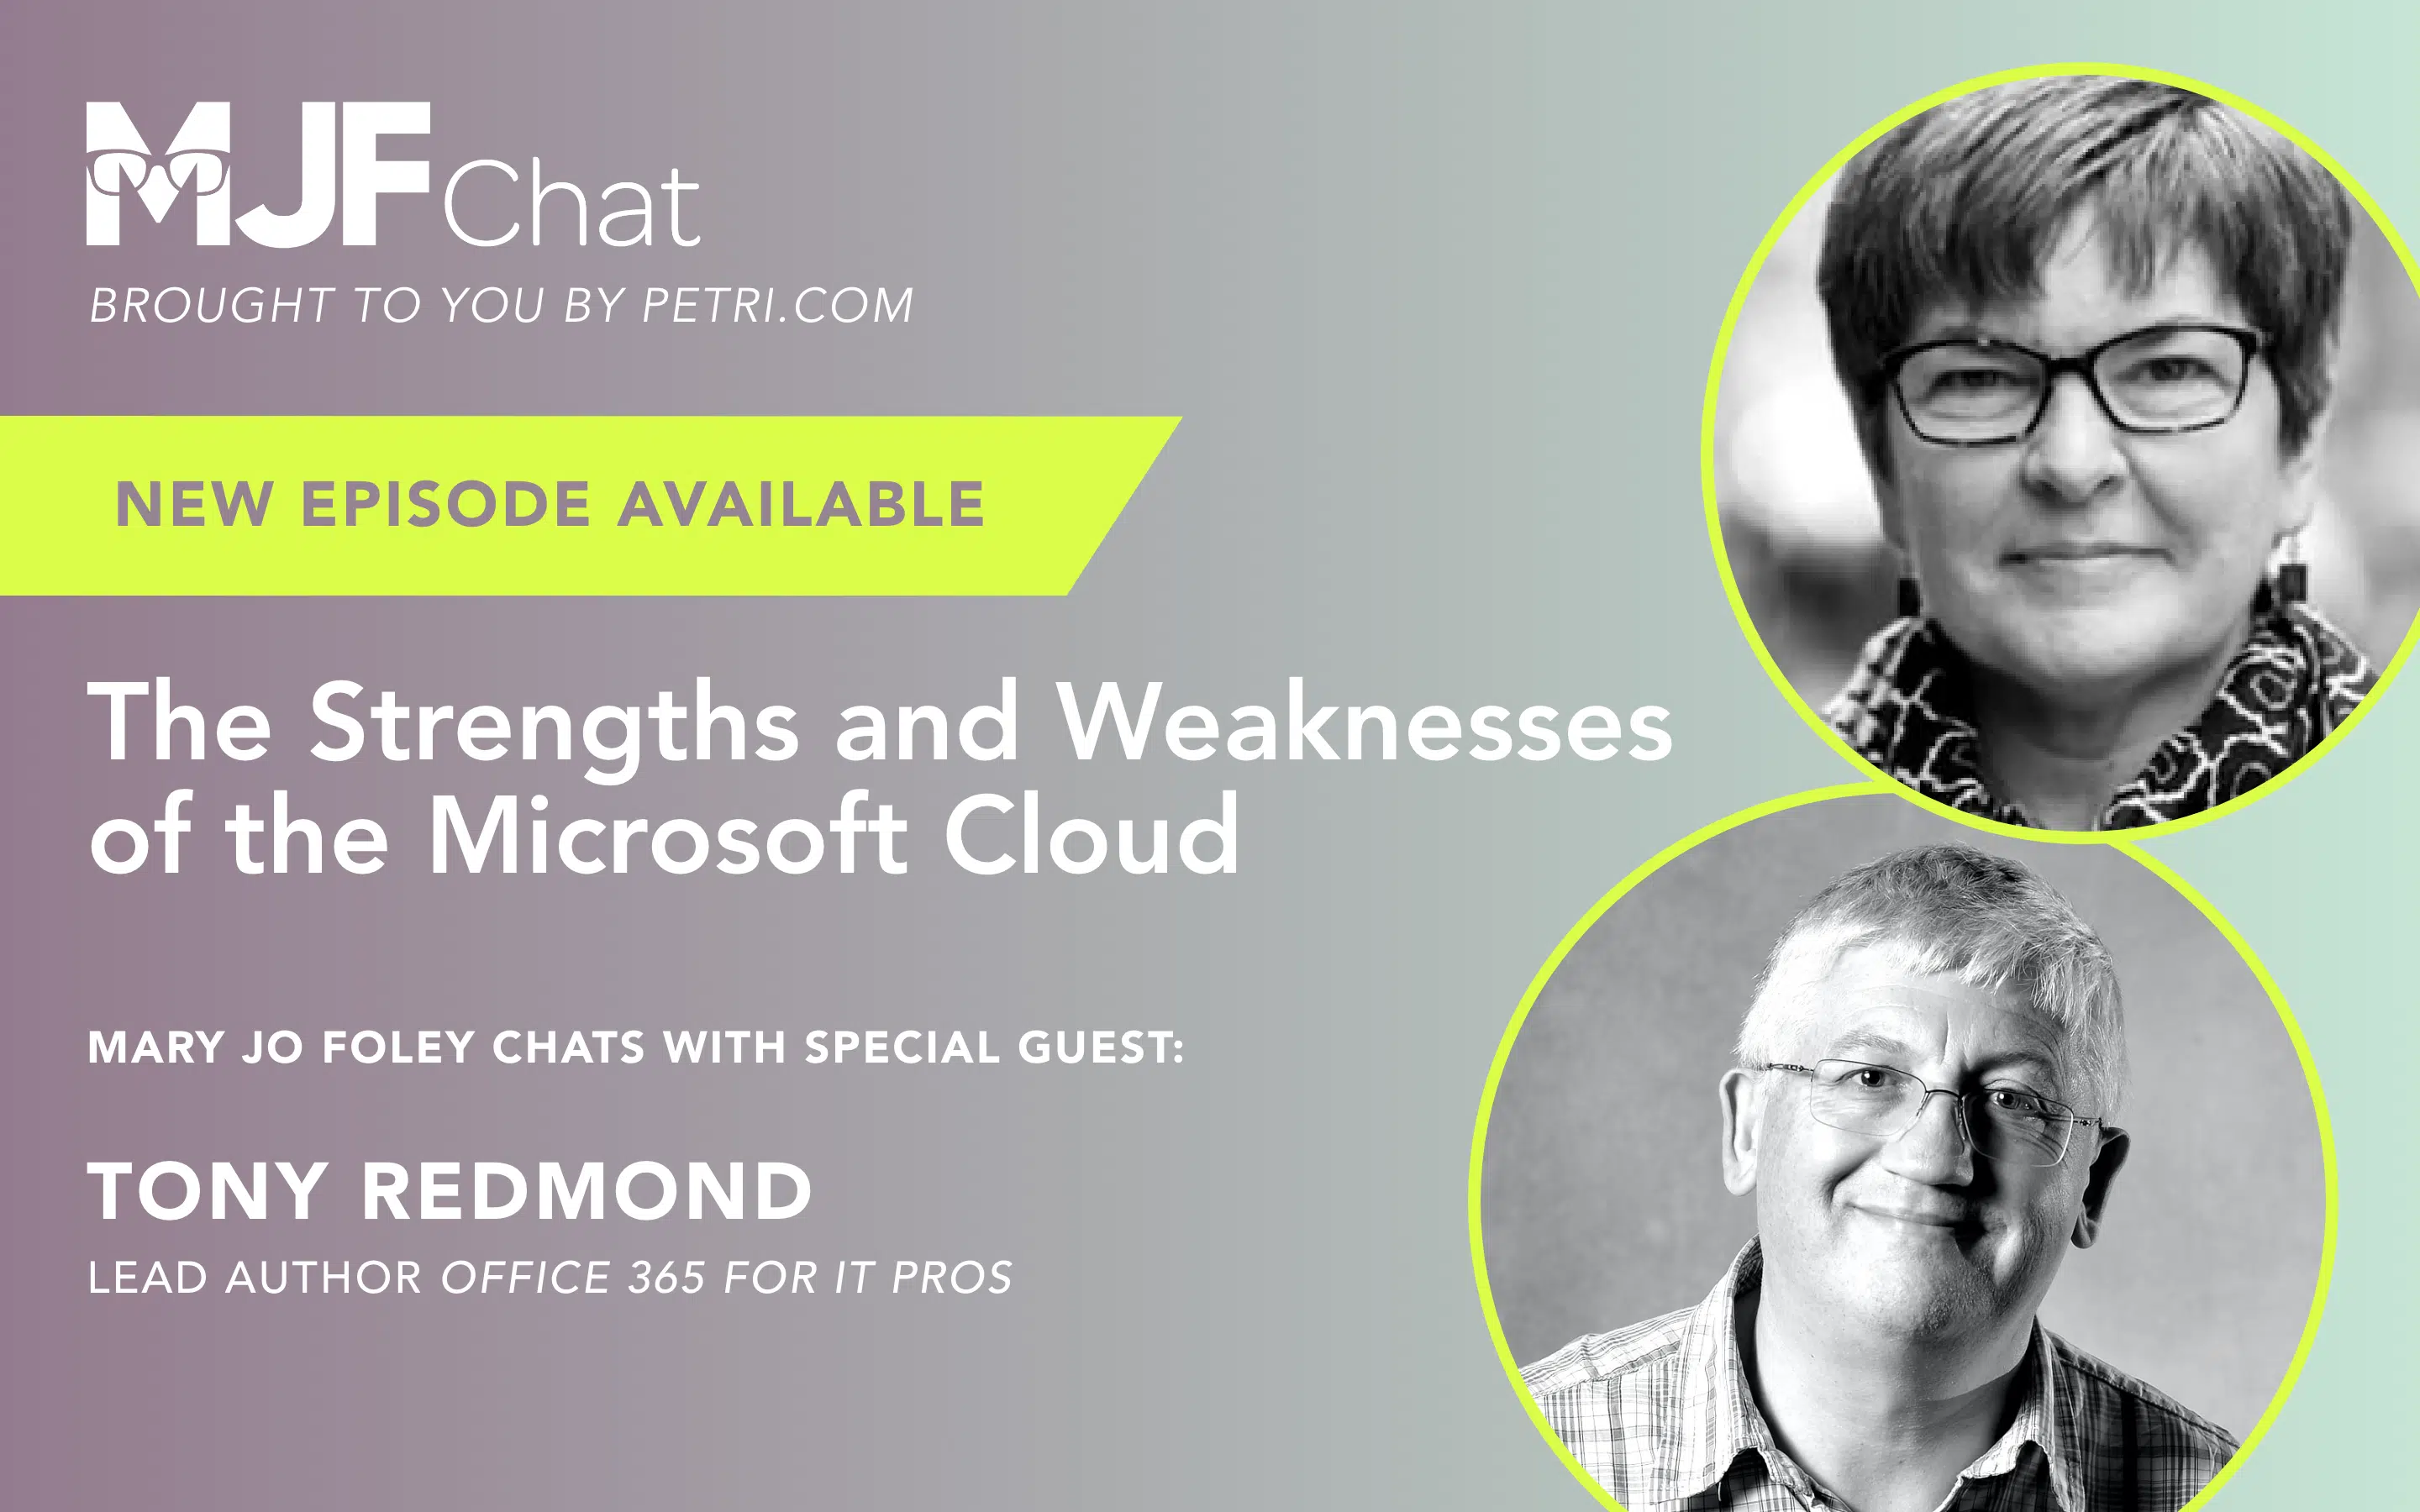 MJF Chat
BROUGHT TO YOU BY PETRI.COM
NEW EPISODE AVAILABLE
The Strengths and Weaknesses
of the Microsoft Cloud
MARY JO FOLEY CHATS WITH SPECIAL GUEST:
TONY REDMOND
LEAD AUTHOR OFFICE 365 FOR IT PROS